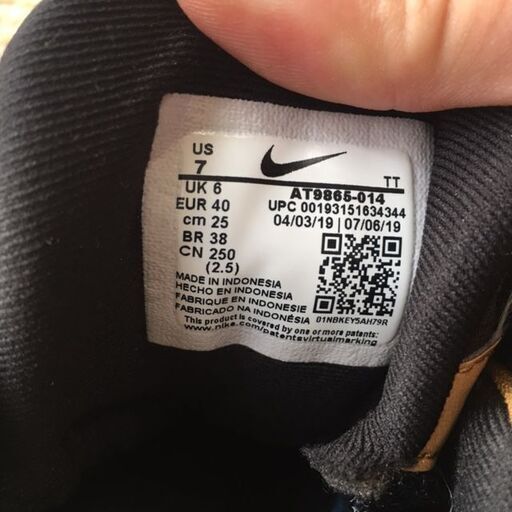 US
7
TT
UK 6
AT9865-014
EUR 40
UPC 00193151634344
cm 25
04/03/19 | 07/06/19
BR 38
CN 250
(2.5)
MADE IN INDONESIA
HECHO EN INDONESIA
FABRIQUE EN INDONESIE
FABRICADO NA INDONÉSIA
01NBKEY5AH79R
This product is covered by one or more patents:
www.nike.com/patentsvirtualmarking